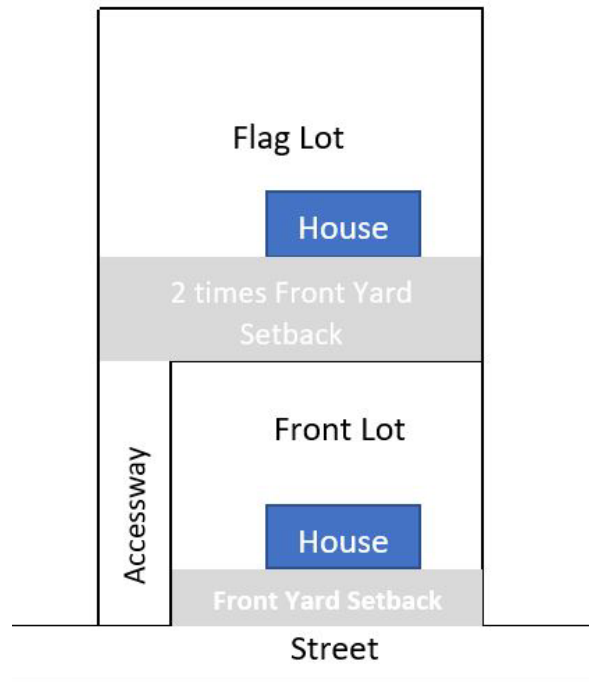 Flag Lot
House
2 times Front Yard
Setback
Front Lot
Accessway
House
Front Yard Setback
Street